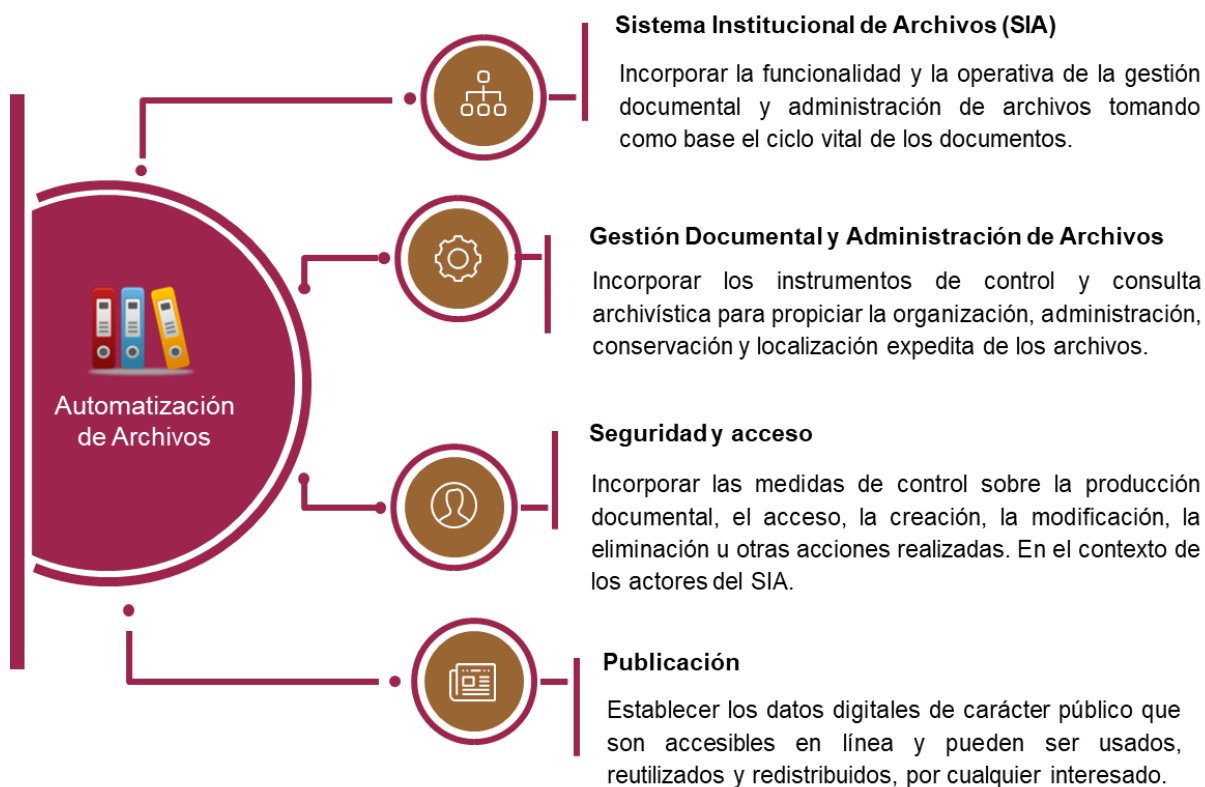 Sistema Institucional de Archivos (SIA)
Incorporar la funcionalidad y la operativa de la gestión
documental y administración de archivos tomando
como base el ciclo vital de los documentos.
Gestión Documental y Administración de Archivos
Incorporar los instrumentos de control y consulta
archivística para propiciar la organización, administración,
conservación y localización expedita de los archivos.
Automatización
de Archivos
Seguridad y acceso
Incorporar las medidas de control sobre la producción
documental, el acceso, la creación, la modificación, la
eliminación u otras acciones realizadas. En el contexto de
los actores del SIA.
Publicación
Establecer los datos digitales de carácter público que
son accesibles en línea y pueden ser usados,
reutilizados y redistribuidos, por cualquier interesado.